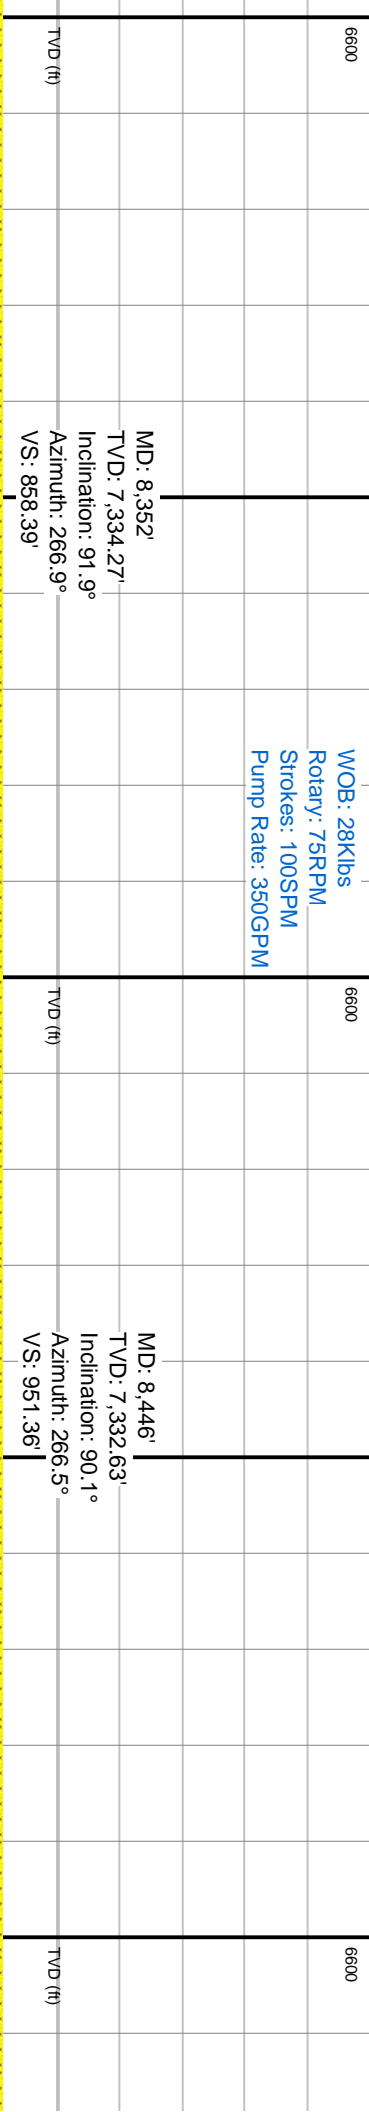 6600
TVD (ft)
MD: 8,352'
TVD: 7,334.27'
Inclination: 91.9°
Azimuth: 266.9°
VS: 858.39'
WOB: 28Klbs
Rotary: 75RPM
Strokes: 100SPM
Pump Rate: 350GPM
6600
TVD (ft)
MD: 8,446'
TVD: 7,332.63'
Inclination: 90.1°
Azimuth: 266.5°
VS: 951.36'
6600
TVD (ft)